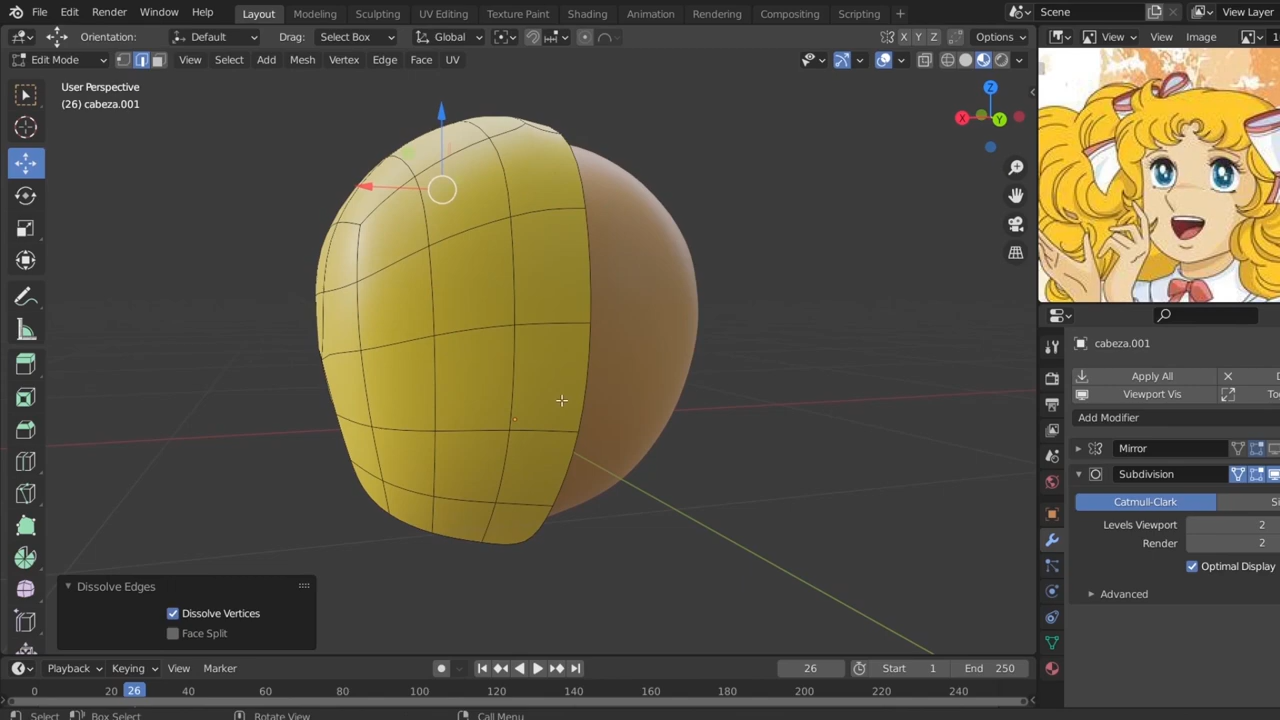 File Edit Render Window Help Layout Modeling Sculpting UV Editing Texture Paint Shading Animation Rendering Compositing Scripting + Scene View Layer
Orientation: Default Drag: Select Box Global X Y Z Options View View Image
Edit Mode View Select Add Mesh Vertex Edge Face UV
User Perspective
(26) cabeza.001
Z
X
Y
cabeza.001
Apply All
Viewport Vis
Add Modifier
Mirror
Subdivision
Catmull-Clark
Levels Viewport 2
Render 2
Optimal Display
Advanced
Dissolve Edges
Dissolve Vertices
Face Split
Playback Keying View Marker 26 Start 1 End 250
0 20 26 40 60 80 100 120 140 160 180 200 220 240
Select Box Select Rotate View Call Menu